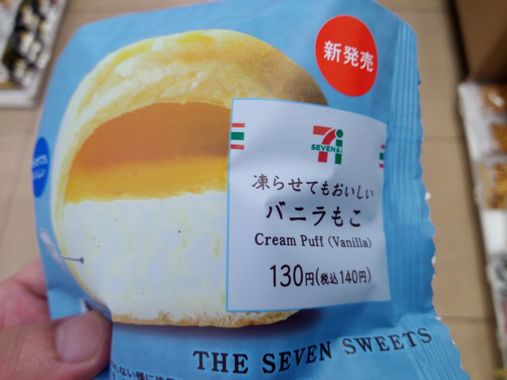 新発売
SEVEN&i
凍らせてもおいしい
バニラもこ
Cream Puff (Vanilla)
130円(税込140円)
THE SEVEN SWEETS